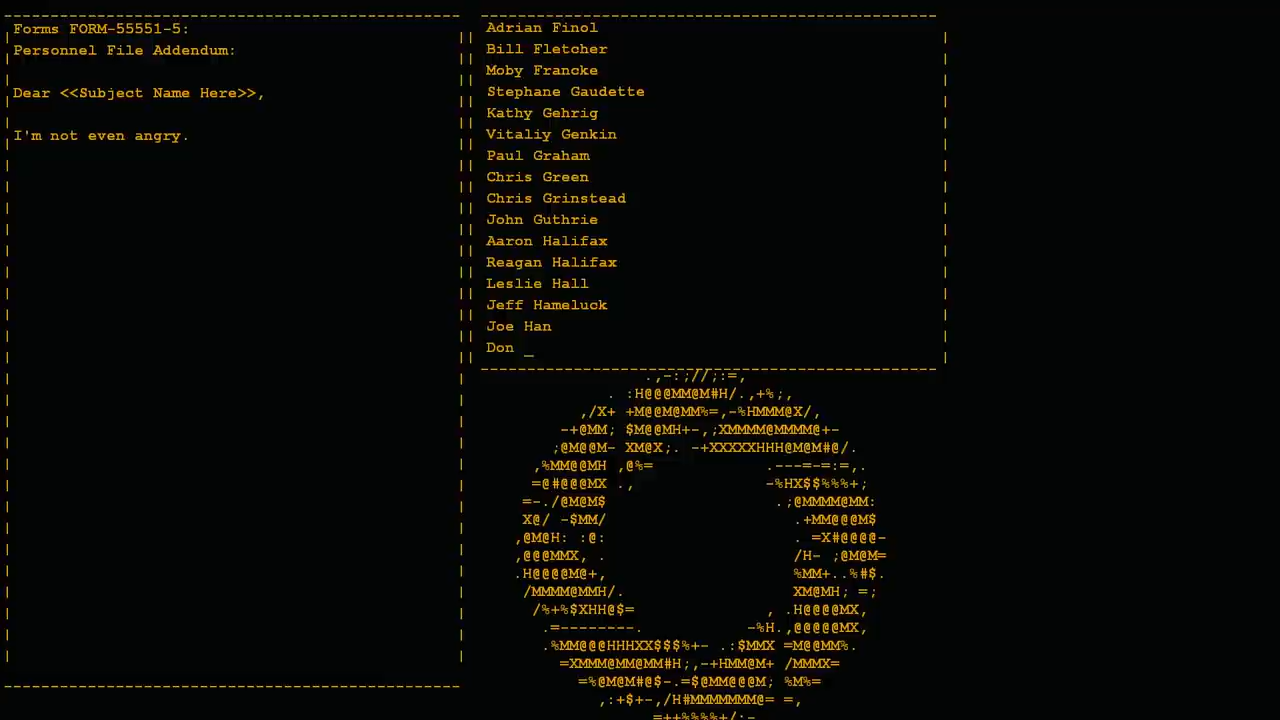 Forms FORM-55551-5:
Personnel File Addendum:
Dear <<Subject Name Here>>,
I'm not even angry.
Adrian Finol
Bill Fletcher
Moby Francke
Stephane Gaudette
Kathy Gehrig
Vitaliy Genkin
Paul Graham
Chris Green
Chris Grinstead
John Guthrie
Aaron Halifax
Reagan Halifax
Leslie Hall
Jeff Hameluck
Joe Han
Don _